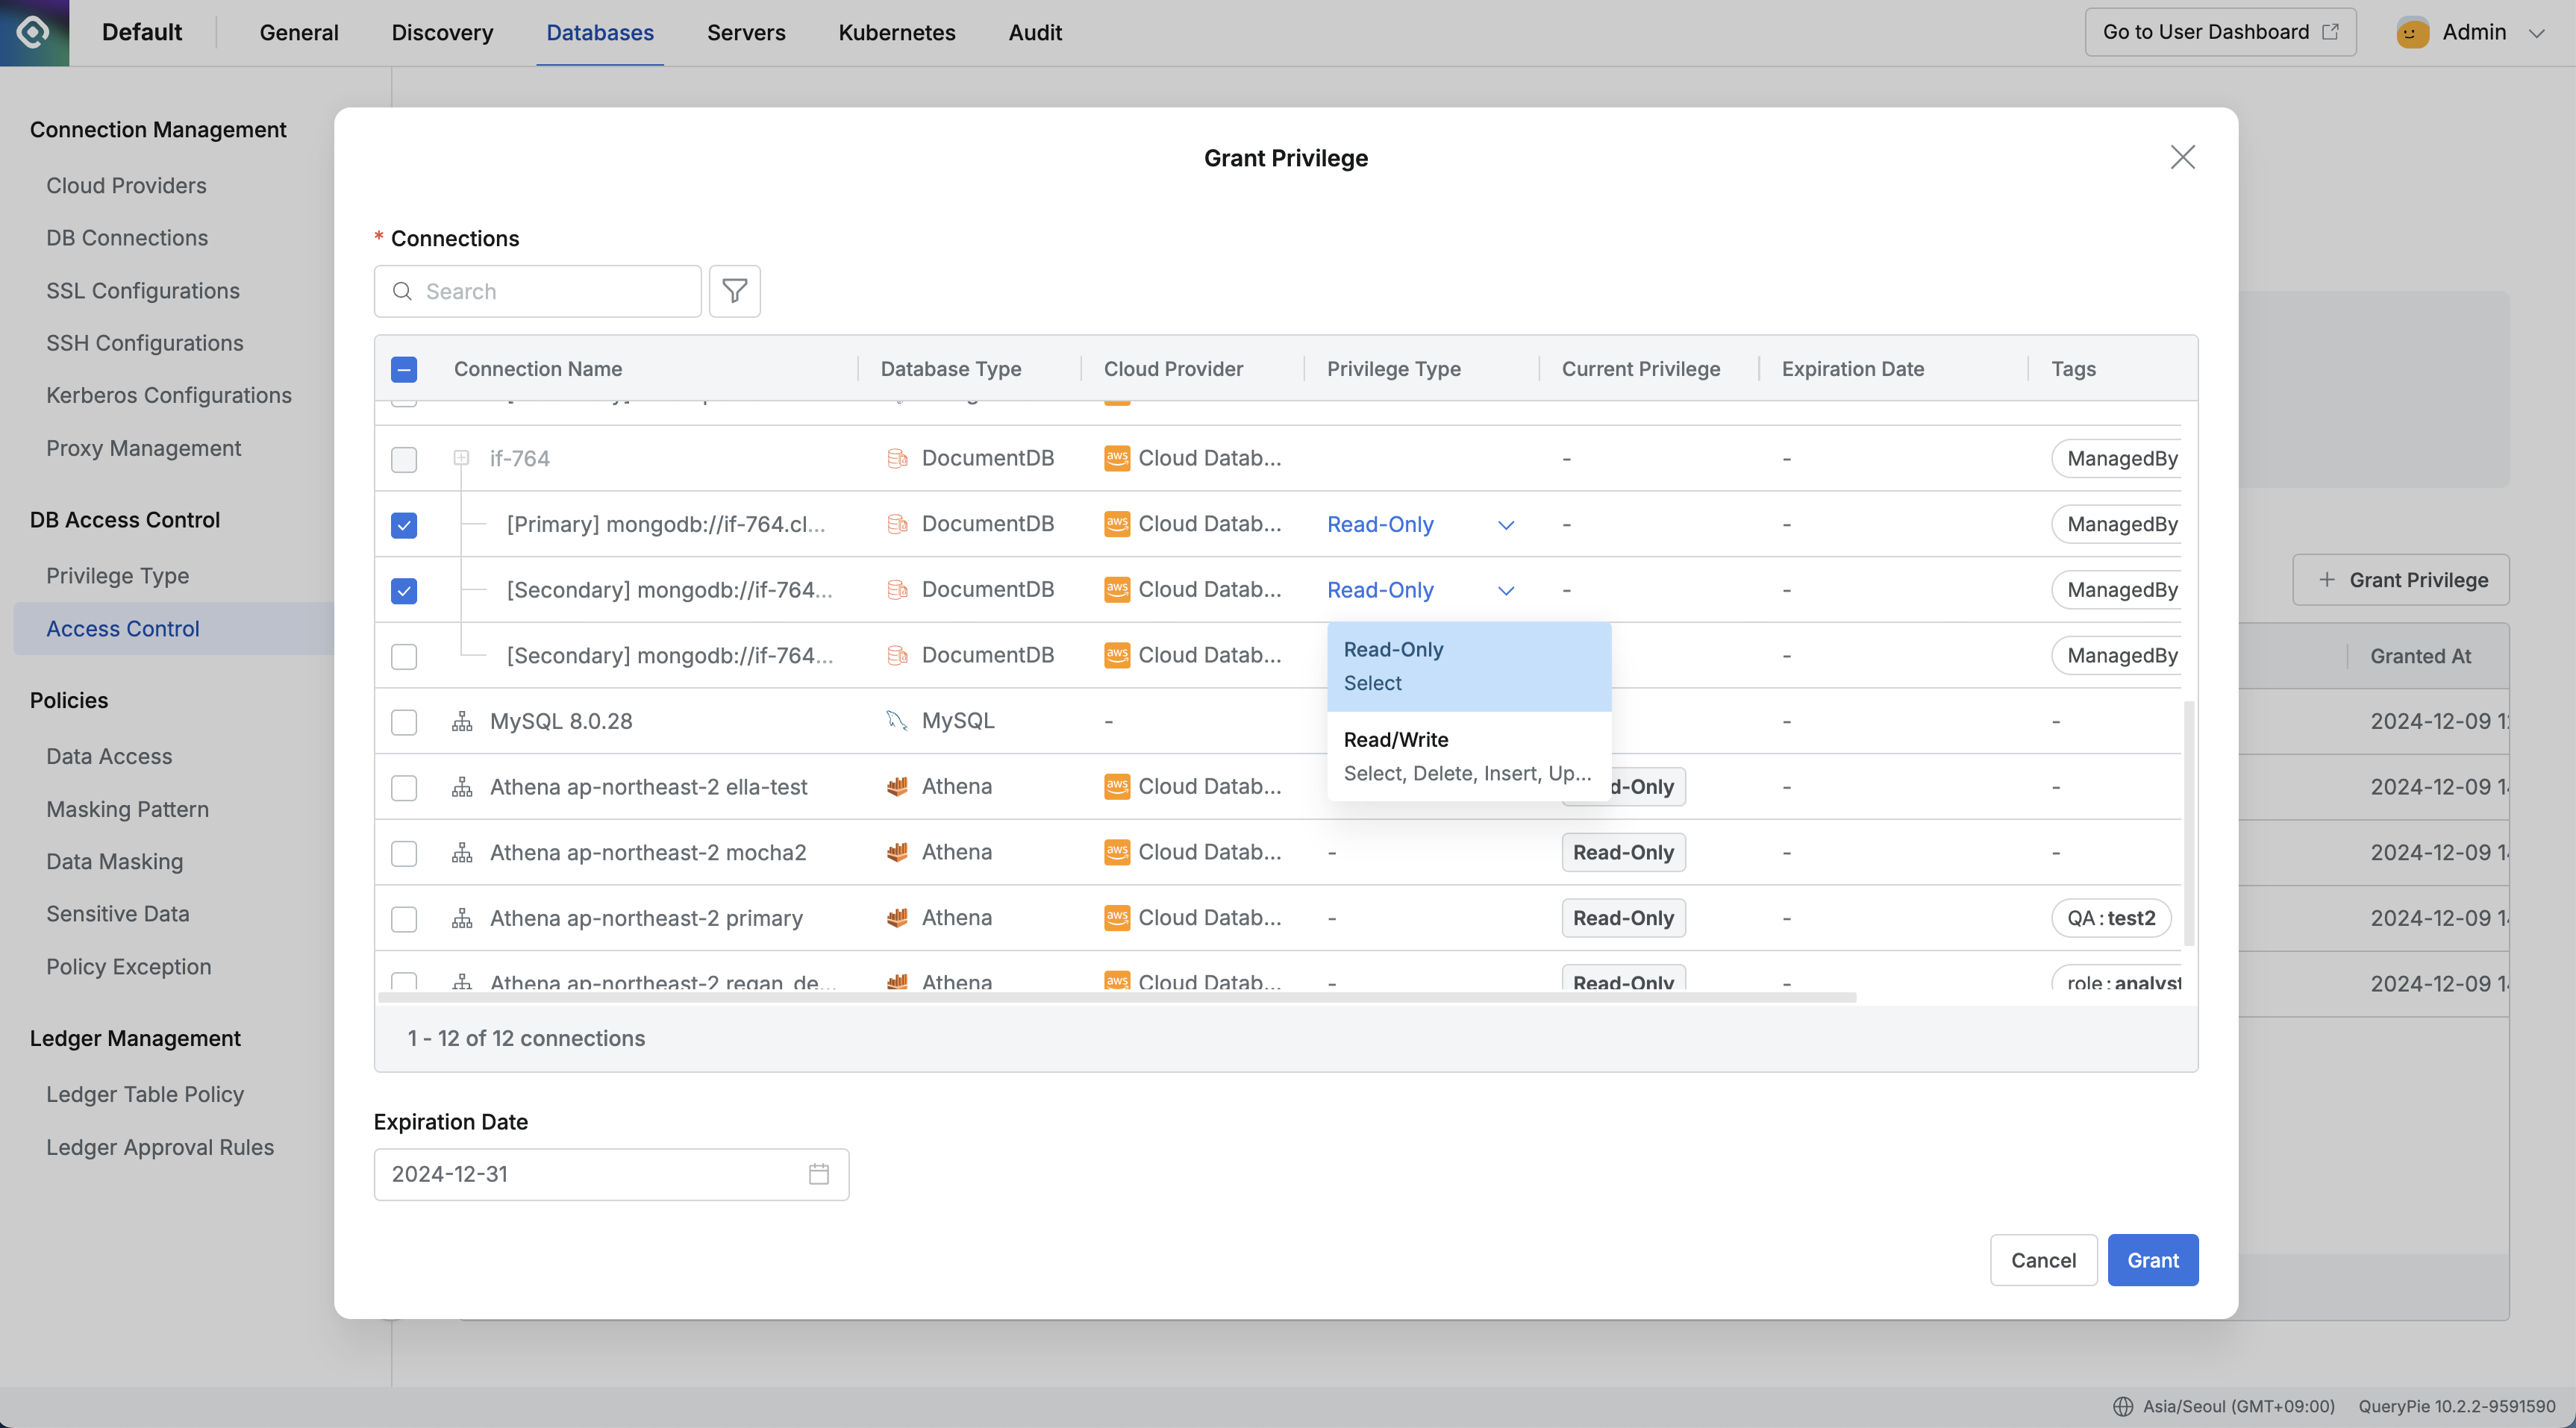 Default
General
Discovery
Databases
Servers
Kubernetes
Audit
Go to User Dashboard
Admin
Connection Management
Cloud Providers
DB Connections
SSL Configurations
SSH Configurations
Kerberos Configurations
Proxy Management
DB Access Control
Privilege Type
Access Control
Policies
Data Access
Masking Pattern
Data Masking
Sensitive Data
Policy Exception
Ledger Management
Ledger Table Policy
Ledger Approval Rules
Grant Privilege
* Connections
Search
Connection Name Database Type Cloud Provider Privilege Type Current Privilege Expiration Date Tags
if-764 DocumentDB aws Cloud Datab... - - ManagedBy
[Primary] mongodb://if-764.cl... DocumentDB aws Cloud Datab... Read-Only - - ManagedBy
[Secondary] mongodb://if-764... DocumentDB aws Cloud Datab... Read-Only - - ManagedBy
[Secondary] mongodb://if-764... DocumentDB aws Cloud Datab... - ManagedBy
MySQL 8.0.28 MySQL - - -
Athena ap-northeast-2 ella-test Athena aws Cloud Datab... d-Only - -
Athena ap-northeast-2 mocha2 Athena aws Cloud Datab... - Read-Only - -
Athena ap-northeast-2 primary Athena aws Cloud Datab... - Read-Only - QA : test2
Athena ap-northeast-2 regan_de... Athena aws Cloud Datab... - Read-Only - role : analyst
Read-Only
Select
Read/Write
Select, Delete, Insert, Up...
1 - 12 of 12 connections
Expiration Date
2024-12-31
Cancel
Grant
+ Grant Privilege
Granted At
2024-12-09 1
2024-12-09 1
2024-12-09 1
2024-12-09 1
2024-12-09 1
Asia/Seoul (GMT+09:00)
QueryPie 10.2.2-9591590